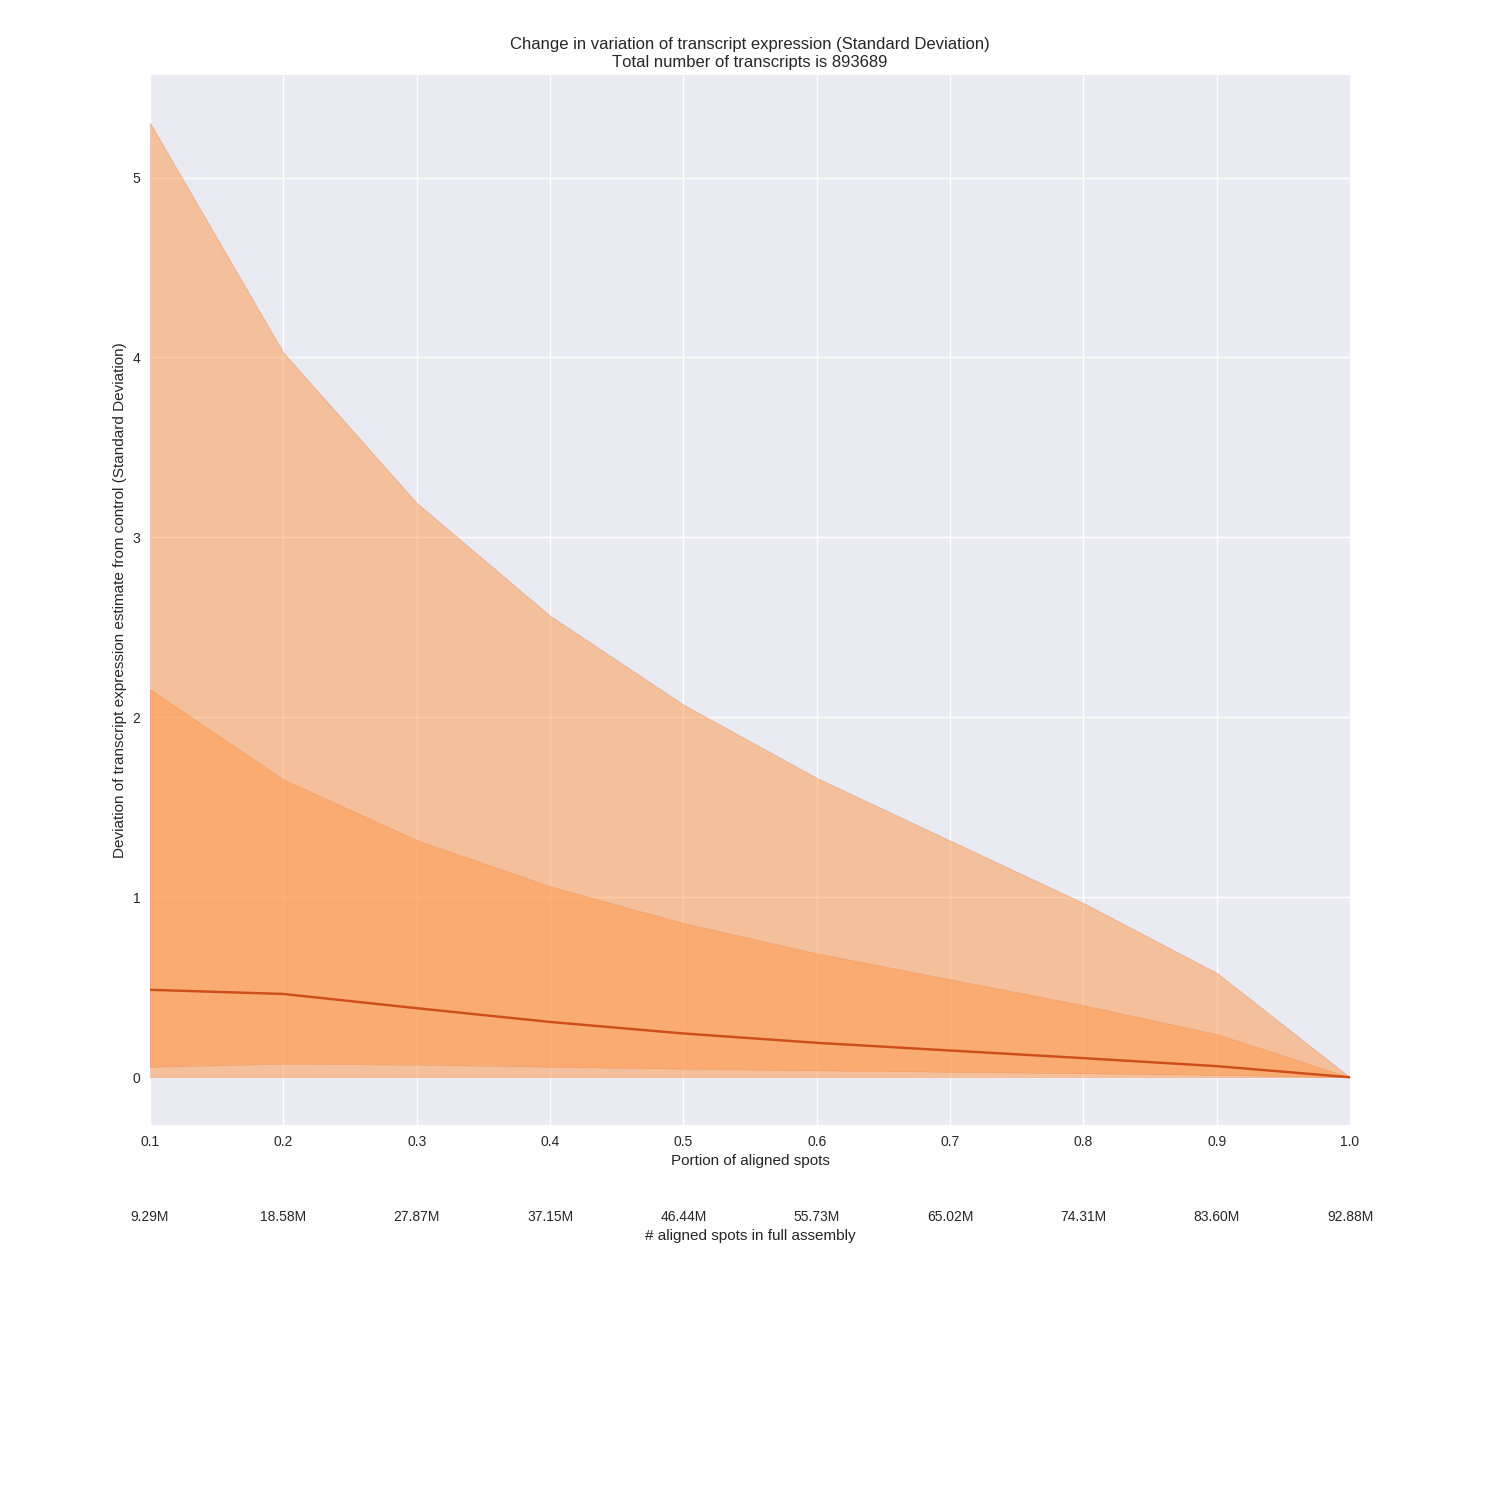 Change in variation of transcript expression (Standard Deviation)
Total number of transcripts is 893689
Deviation of transcript expression estimate from control (Standard Deviation)
5
4
3
2
1
0
0.1 0.2 0.3 0.4 0.5 0.6 0.7 0.8 0.9 1.0
Portion of aligned spots
9.29M 18.58M 27.87M 37.15M 46.44M 55.73M 65.02M 74.31M 83.60M 92.88M
# aligned spots in full assembly